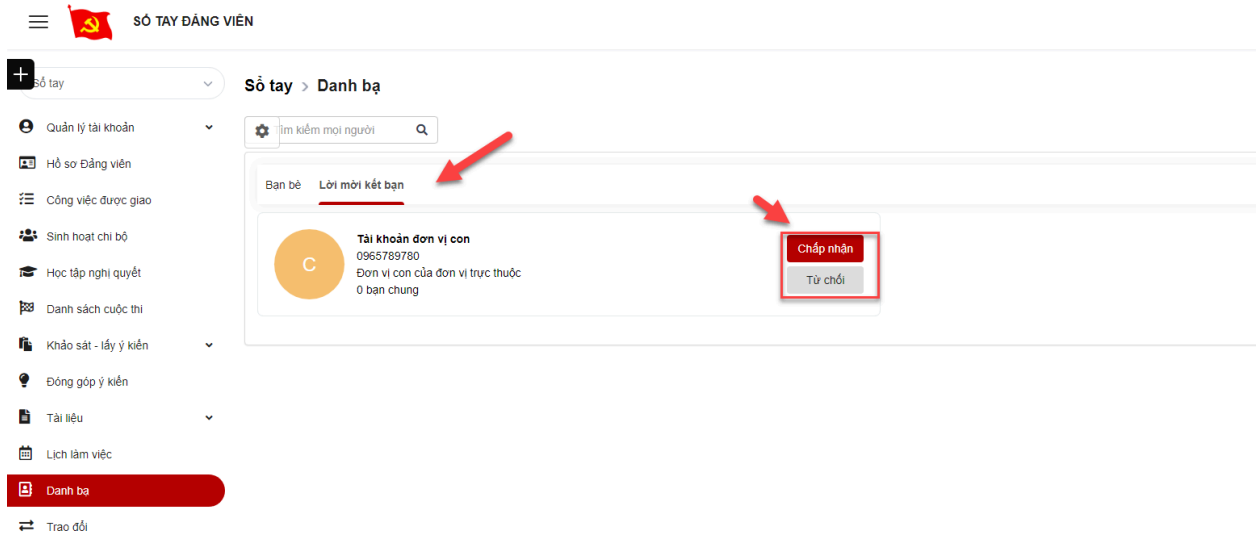 SỔ TAY ĐẢNG VIÊN
Sổ tay
Sổ tay > Danh bạ
Quản lý tài khoản
Tìm kiếm mọi người
Hồ sơ Đảng viên
Bạn bè Lời mời kết bạn
Công việc được giao
Sinh hoạt chi bộ
Học tập nghị quyết
Danh sách cuộc thi
Khảo sát - lấy ý kiến
Đóng góp ý kiến
Tài liệu
Lịch làm việc
Danh bạ
Trao đổi
C
Tài khoản đơn vị con
0965789780
Đơn vị con của đơn vị trực thuộc
0 bạn chung
Chấp nhận
Từ chối